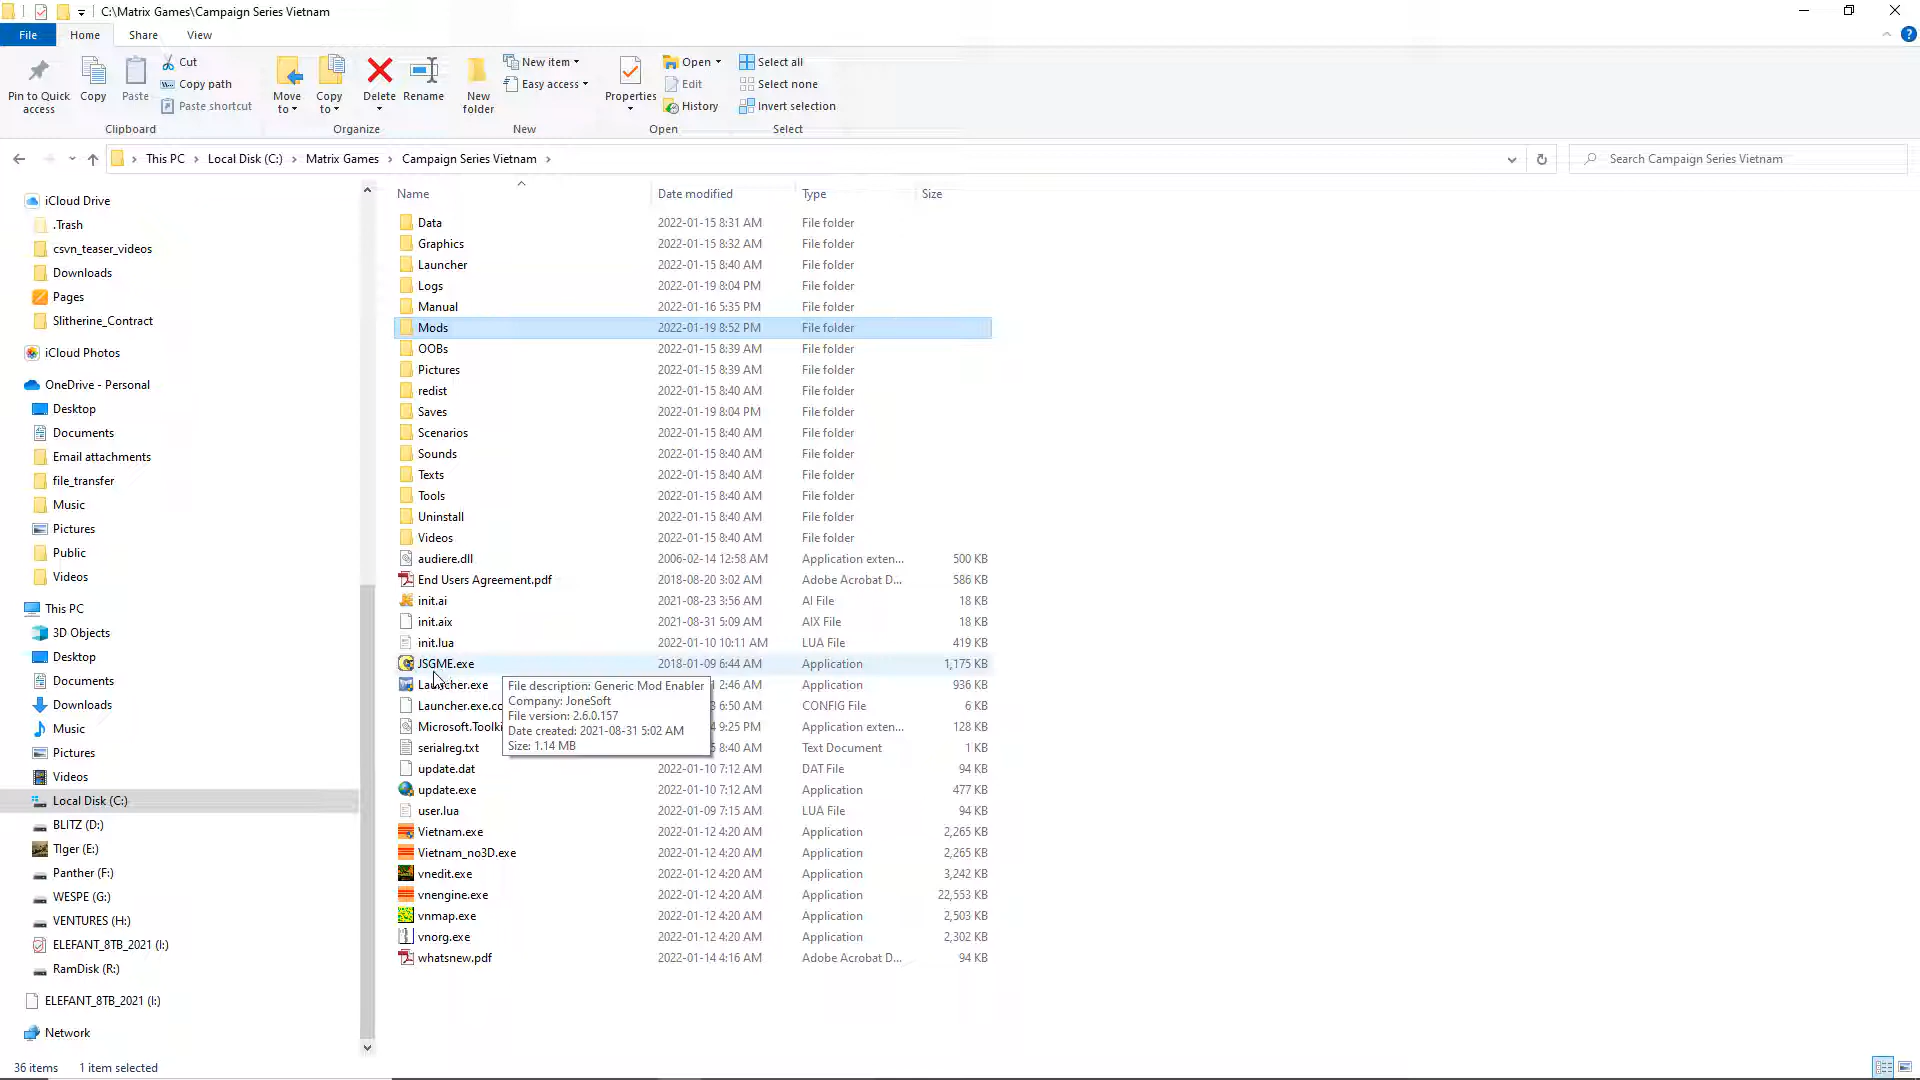 C:\Matrix Games\Campaign Series Vietnam
File Home Share View
Pin to Quick access
Copy
Paste
Cut
Copy path
Paste shortcut
Clipboard
Move to
Copy to
Delete
Rename
Organize
New folder
New item
Easy access
New
Properties
Open
Edit
History
Open
Select all
Select none
Invert selection
Select
This PC Local Disk (C:) Matrix Games Campaign Series Vietnam
Search Campaign Series Vietnam
iCloud Drive
.Trash
csvn_teaser_videos
Downloads
Pages
Slitherine_Contract
iCloud Photos
OneDrive - Personal
Desktop
Documents
Email attachments
file_transfer
Music
Pictures
Public
Videos
This PC
3D Objects
Desktop
Documents
Downloads
Music
Pictures
Videos
Local Disk (C:)
BLITZ (D:)
TIger (E:)
Panther (F:)
WESPE (G:)
VENTURES (H:)
ELEFANT_8TB_2021 (I:)
RamDisk (R:)
ELEFANT_8TB_2021 (I:)
Network
Name Date modified Type Size
Data 2022-01-15 8:31 AM File folder
Graphics 2022-01-15 8:32 AM File folder
Launcher 2022-01-15 8:40 AM File folder
Logs 2022-01-19 8:04 PM File folder
Manual 2022-01-16 5:35 PM File folder
Mods 2022-01-19 8:52 PM File folder
OOBs 2022-01-15 8:39 AM File folder
Pictures 2022-01-15 8:39 AM File folder
redist 2022-01-15 8:40 AM File folder
Saves 2022-01-19 8:04 PM File folder
Scenarios 2022-01-15 8:40 AM File folder
Sounds 2022-01-15 8:40 AM File folder
Texts 2022-01-15 8:40 AM File folder
Tools 2022-01-15 8:40 AM File folder
Uninstall 2022-01-15 8:40 AM File folder
Videos 2022-01-15 8:40 AM File folder
audiere.dll 2006-02-14 12:58 AM Application exten... 500 KB
End Users Agreement.pdf 2018-08-20 3:02 AM Adobe Acrobat D... 586 KB
init.ai 2021-08-23 3:56 AM AI File 18 KB
init.aix 2021-08-31 5:09 AM AIX File 18 KB
init.lua 2022-01-10 10:11 AM LUA File 419 KB
JSGME.exe 2018-01-09 6:44 AM Application 1,175 KB
Launcher.exe 2:46 AM Application 936 KB
Launcher.exe.co 6:50 AM CONFIG File 6 KB
Microsoft.Toolki 9:25 PM Application exten... 128 KB
serialreg.txt 8:40 AM Text Document 1 KB
update.dat 2022-01-10 7:12 AM DAT File 94 KB
update.exe 2022-01-10 7:12 AM Application 477 KB
user.lua 2022-01-09 7:15 AM LUA File 94 KB
Vietnam.exe 2022-01-12 4:20 AM Application 2,265 KB
Vietnam_no3D.exe 2022-01-12 4:20 AM Application 2,265 KB
vnedit.exe 2022-01-12 4:20 AM Application 3,242 KB
vnengine.exe 2022-01-12 4:20 AM Application 22,553 KB
vnmap.exe 2022-01-12 4:20 AM Application 2,503 KB
vnorg.exe 2022-01-12 4:20 AM Application 2,302 KB
whatsnew.pdf 2022-01-14 4:16 AM Adobe Acrobat D... 94 KB
File description: Generic Mod Enabler
Company: JoneSoft
File version: 2.6.0.157
Date created: 2021-08-31 5:02 AM
Size: 1.14 MB
36 items 1 item selected